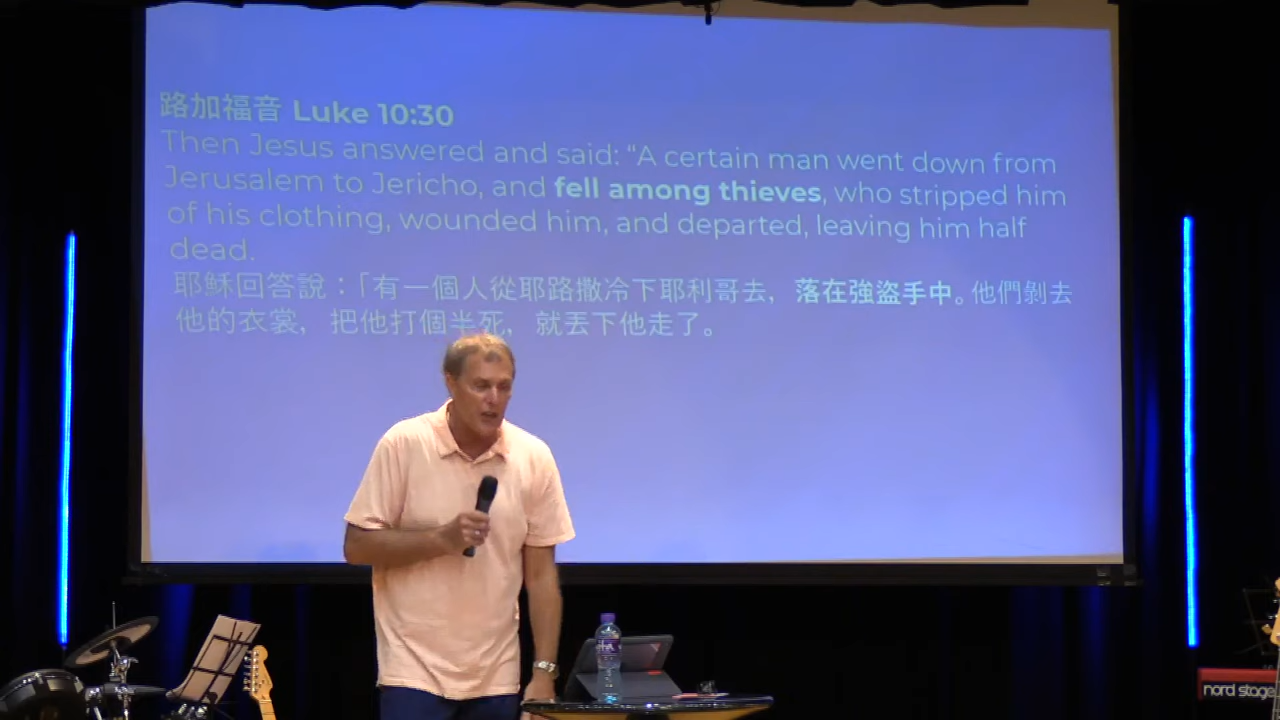 路加福音 Luke 10:30
Then Jesus answered and said: “A certain man went down from
Jerusalem to Jericho, and fell among thieves, who stripped him
of his clothing, wounded him, and departed, leaving him half
dead.
耶穌回答說：「有一個人從耶路撒冷下耶利哥去，落在強盜手中。他們剝去
他的衣裳，把他打個半死，就丟下他走了。
nord stage